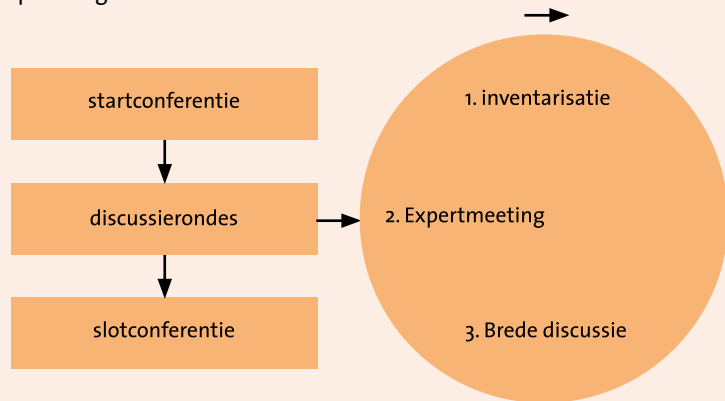 startconferentie
discussierondes
slotconferentie
1. inventarisatie
2. Expertmeeting
3. Brede discussie